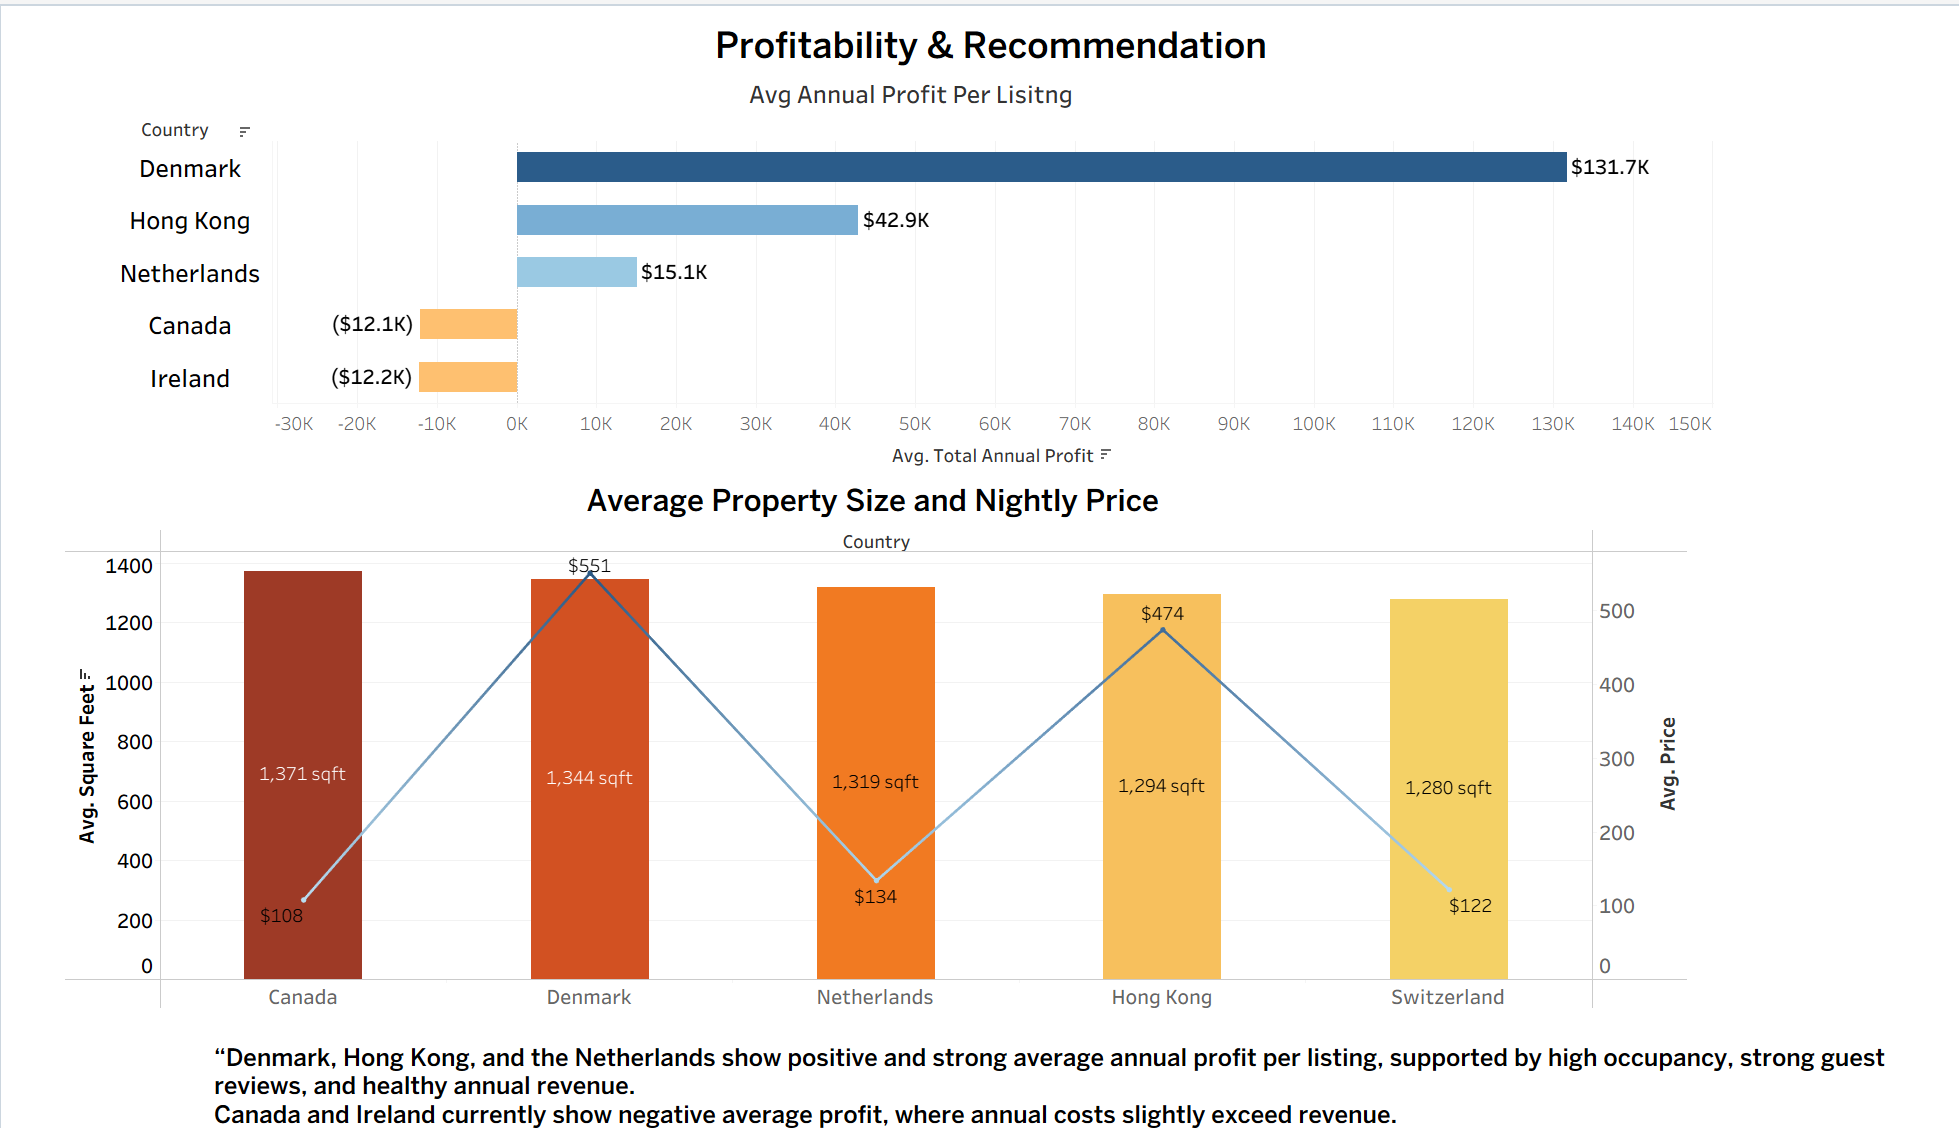 Profitability & Recommendation
Avg Annual Profit Per Lisitng
Country
Denmark
$131.7K
Hong Kong
$42.9K
Netherlands
$15.1K
Canada
($12.1K)
Ireland
($12.2K)
-30K -20K -10K 0K 10K 20K 30K 40K 50K 60K 70K 80K 90K 100K 110K 120K 130K 140K 150K
Avg. Total Annual Profit
Average Property Size and Nightly Price
Country
Avg. Square Feet
1400
1200
1000
800
600
400
200
0
$108
$551
$134
$474
$122
1,371 sqft
1,344 sqft
1,319 sqft
1,294 sqft
1,280 sqft
500
400
300
200
100
0
Avg. Price
Canada Denmark Netherlands Hong Kong Switzerland
“Denmark, Hong Kong, and the Netherlands show positive and strong average annual profit per listing, supported by high occupancy, strong guest
reviews, and healthy annual revenue.
Canada and Ireland currently show negative average profit, where annual costs slightly exceed revenue.